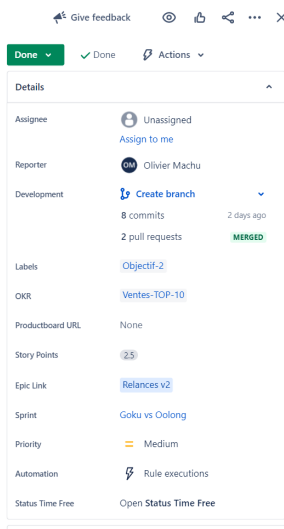 Give feedback
Done Done Actions
Details
Assignee Unassigned
Assign to me
Reporter OM Olivier Machu
Development Create branch
8 commits 2 days ago
2 pull requests MERGED
Labels Objectif-2
OKR Ventes-TOP-10
Productboard URL None
Story Points 2.5
Epic Link Relances v2
Sprint Goku vs Oolong
Priority Medium
Automation Rule executions
Status Time Free Open Status Time Free